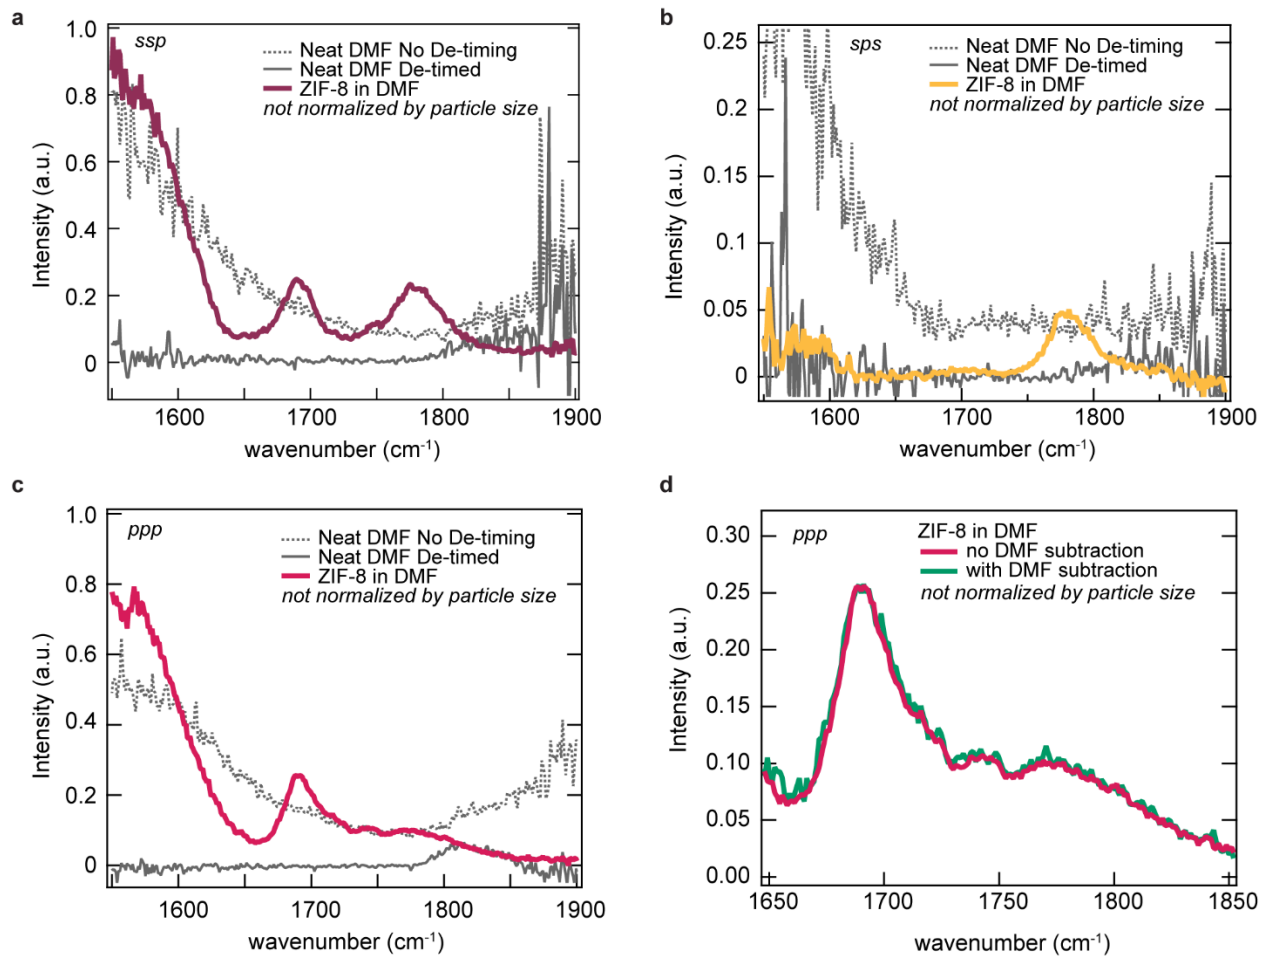 a
ssp
Neat DMF No De-timing
Neat DMF De-timed
ZIF-8 in DMF
not normalized by particle size
1.0
0.8
0.6
0.4
0.2
0
Intensity (a.u.)
1600
1700
1800
1900
wavenumber (cm⁻¹)
b
sps
Neat DMF No De-timing
Neat DMF De-timed
ZIF-8 in DMF
not normalized by particle size
0.25
0.2
0.15
0.1
0.05
0
Intensity (a.u.)
1600
1700
1800
1900
wavenumber (cm⁻¹)
c
ppp
Neat DMF No De-timing
Neat DMF De-timed
ZIF-8 in DMF
not normalized by particle size
1.0
0.8
0.6
0.4
0.2
0
Intensity (a.u.)
1600
1700
1800
1900
wavenumber (cm⁻¹)
d
ppp
ZIF-8 in DMF
no DMF subtraction
with DMF subtraction
not normalized by particle size
0.30
0.25
0.20
0.15
0.10
0.05
0.00
Intensity (a.u.)
1650
1700
1800
1850
wavenumber (cm⁻¹)